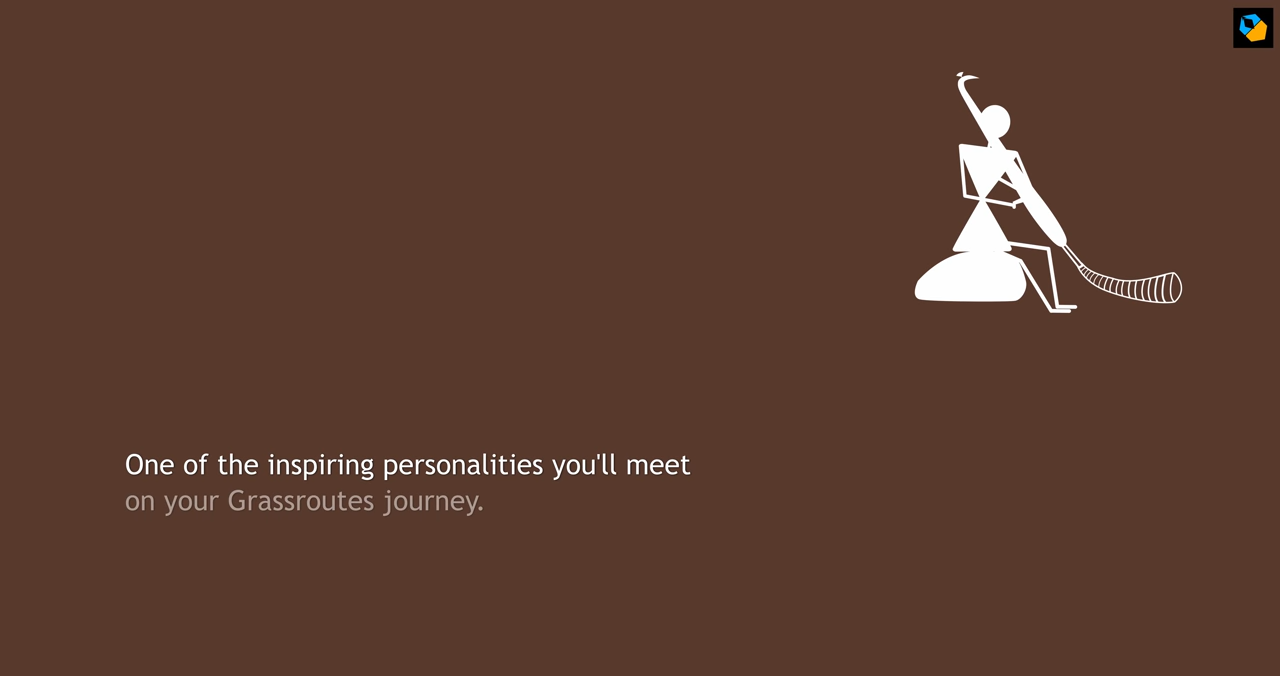 One of the inspiring personalities you'll meet
on your Grassroutes journey.